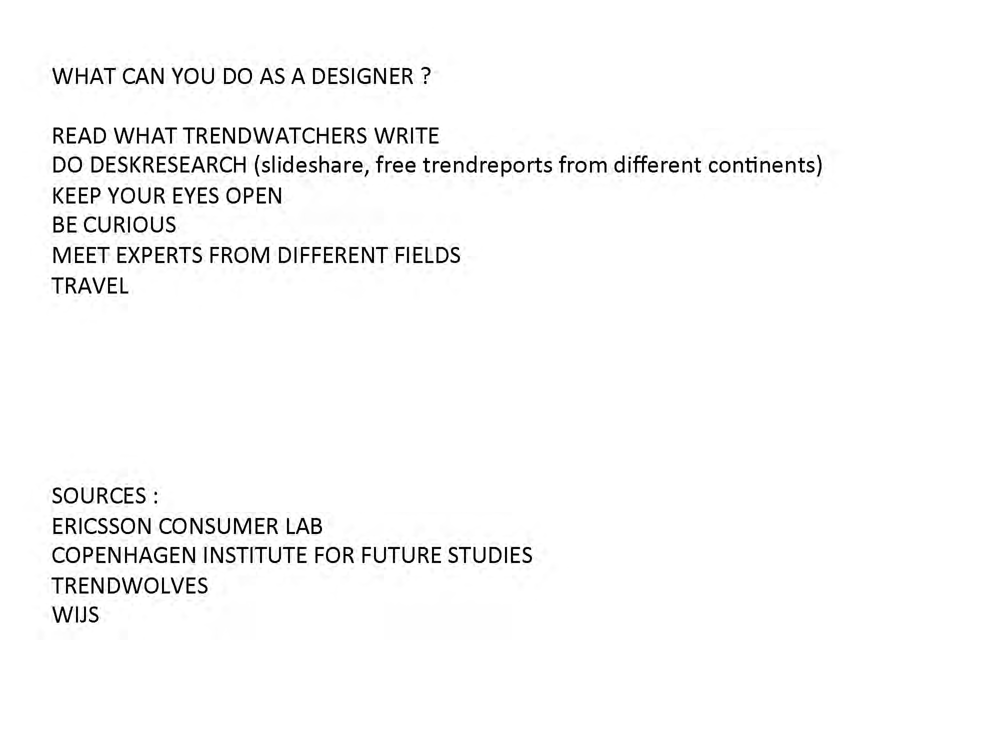 WHAT CAN YOU DO AS A DESIGNER ?
READ WHAT TRENDWATCHERS WRITE
DO DESKRESEARCH (slideshare, free trendreports from different continents)
KEEP YOUR EYES OPEN
BE CURIOUS
MEET EXPERTS FROM DIFFERENT FIELDS
TRAVEL
SOURCES :
ERICSSON CONSUMER LAB
COPENHAGEN INSTITUTE FOR FUTURE STUDIES
TRENDWOLVES
WIJS